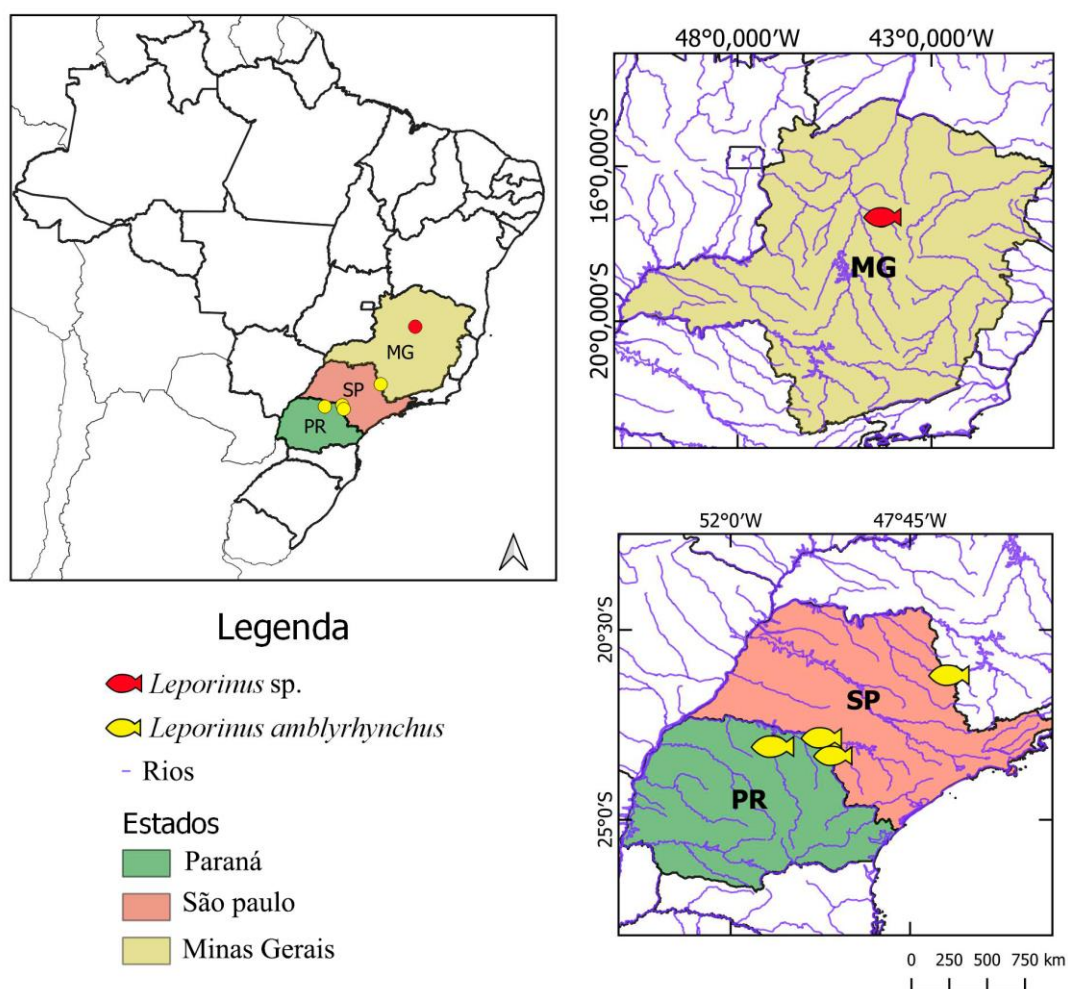 MG
SP
PR
48°0,000'W 43°0,000'W
16°0,000'S
20°0,000'S
MG
Legenda
Leporinus sp.
Leporinus amblyrhynchus
Rios
Estados
Paraná
São paulo
Minas Gerais
52°0'W 47°45'W
20°30'S
25°0'S
SP
PR
0 250 500 750 km